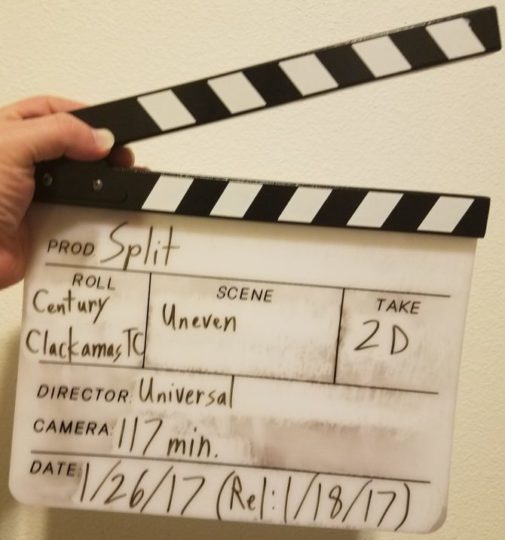 PROD Split
ROLL SCENE TAKE
Century Uneven 2D
Clackamas TC
DIRECTOR: Universal
CAMERA: 117 min.
DATE: 1/26/17 (Rel: 1/18/17)